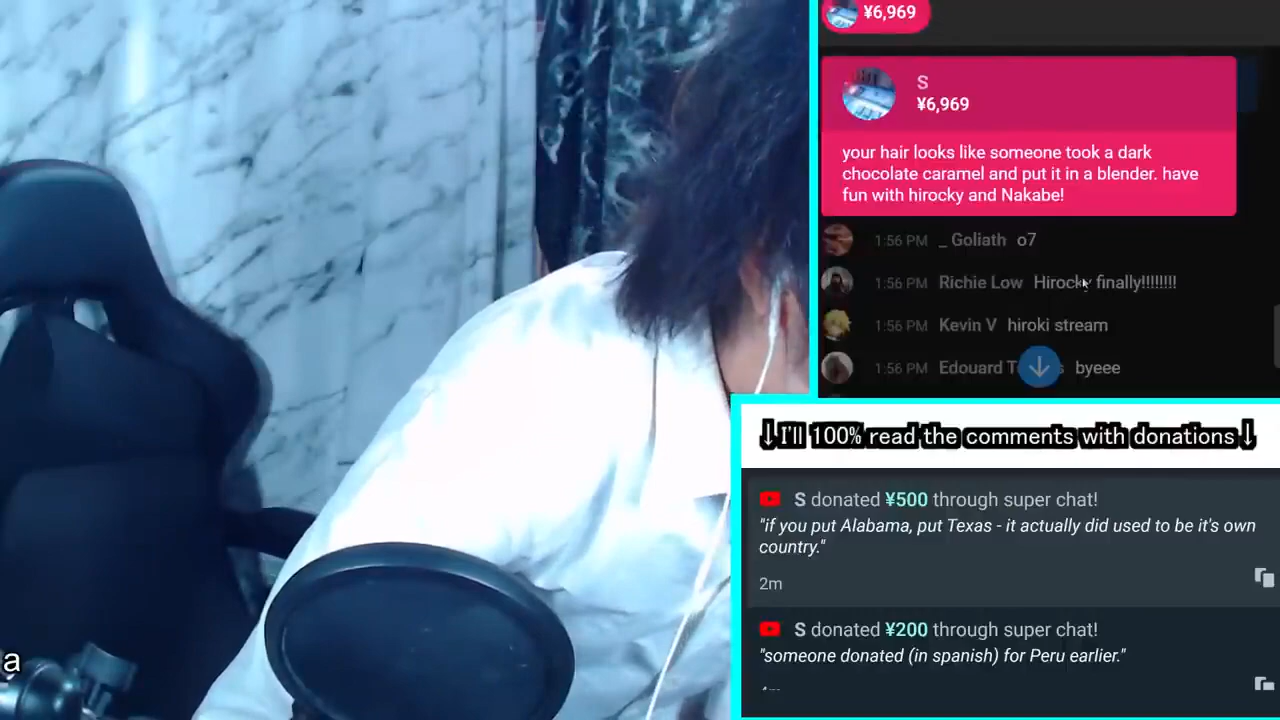 ¥6,969
S
¥6,969
your hair looks like someone took a dark
chocolate caramel and put it in a blender. have
fun with hirocky and Nakabe!
1:56 PM _ Goliath o7
1:56 PM Richie Low Hirocky finally!!!!!!!!
1:56 PM Kevin V hiroki stream
1:56 PM Edouard byeee
↓I'll 100% read the comments with donations↓
S donated ¥500 through super chat!
"if you put Alabama, put Texas - it actually did used to be it's own
country."
2m
S donated ¥200 through super chat!
"someone donated (in spanish) for Peru earlier."
a